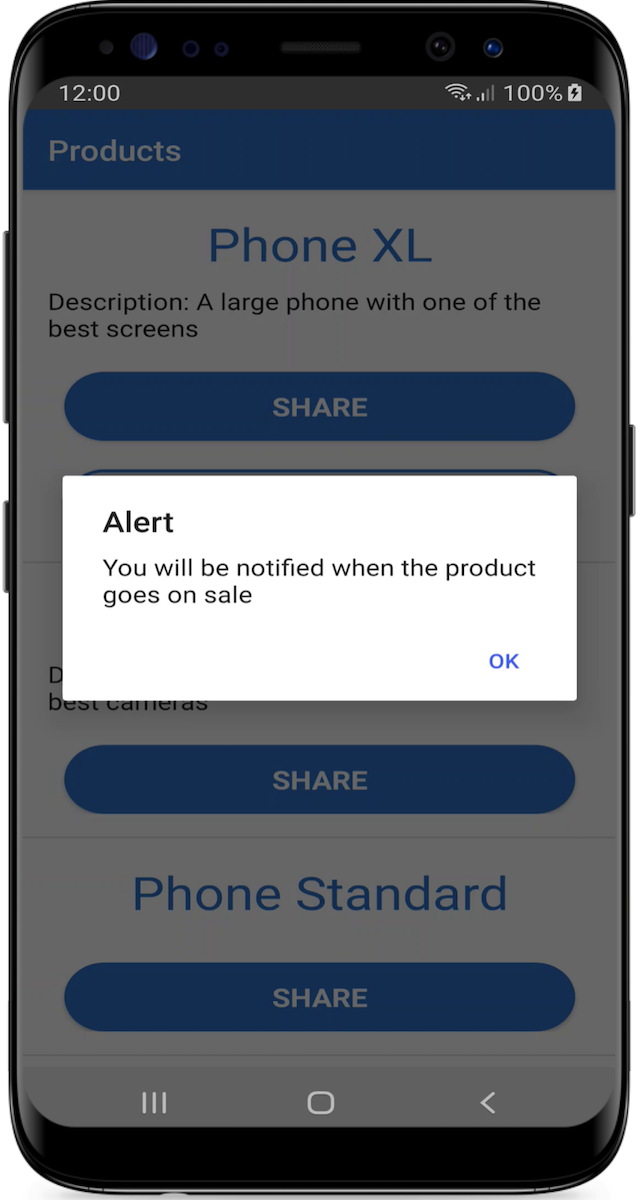 12:00 100%
Products
Phone XL
Description: A large phone with one of the
best screens
SHARE
Alert
You will be notified when the product
goes on sale
OK
best cameras
SHARE
Phone Standard
SHARE